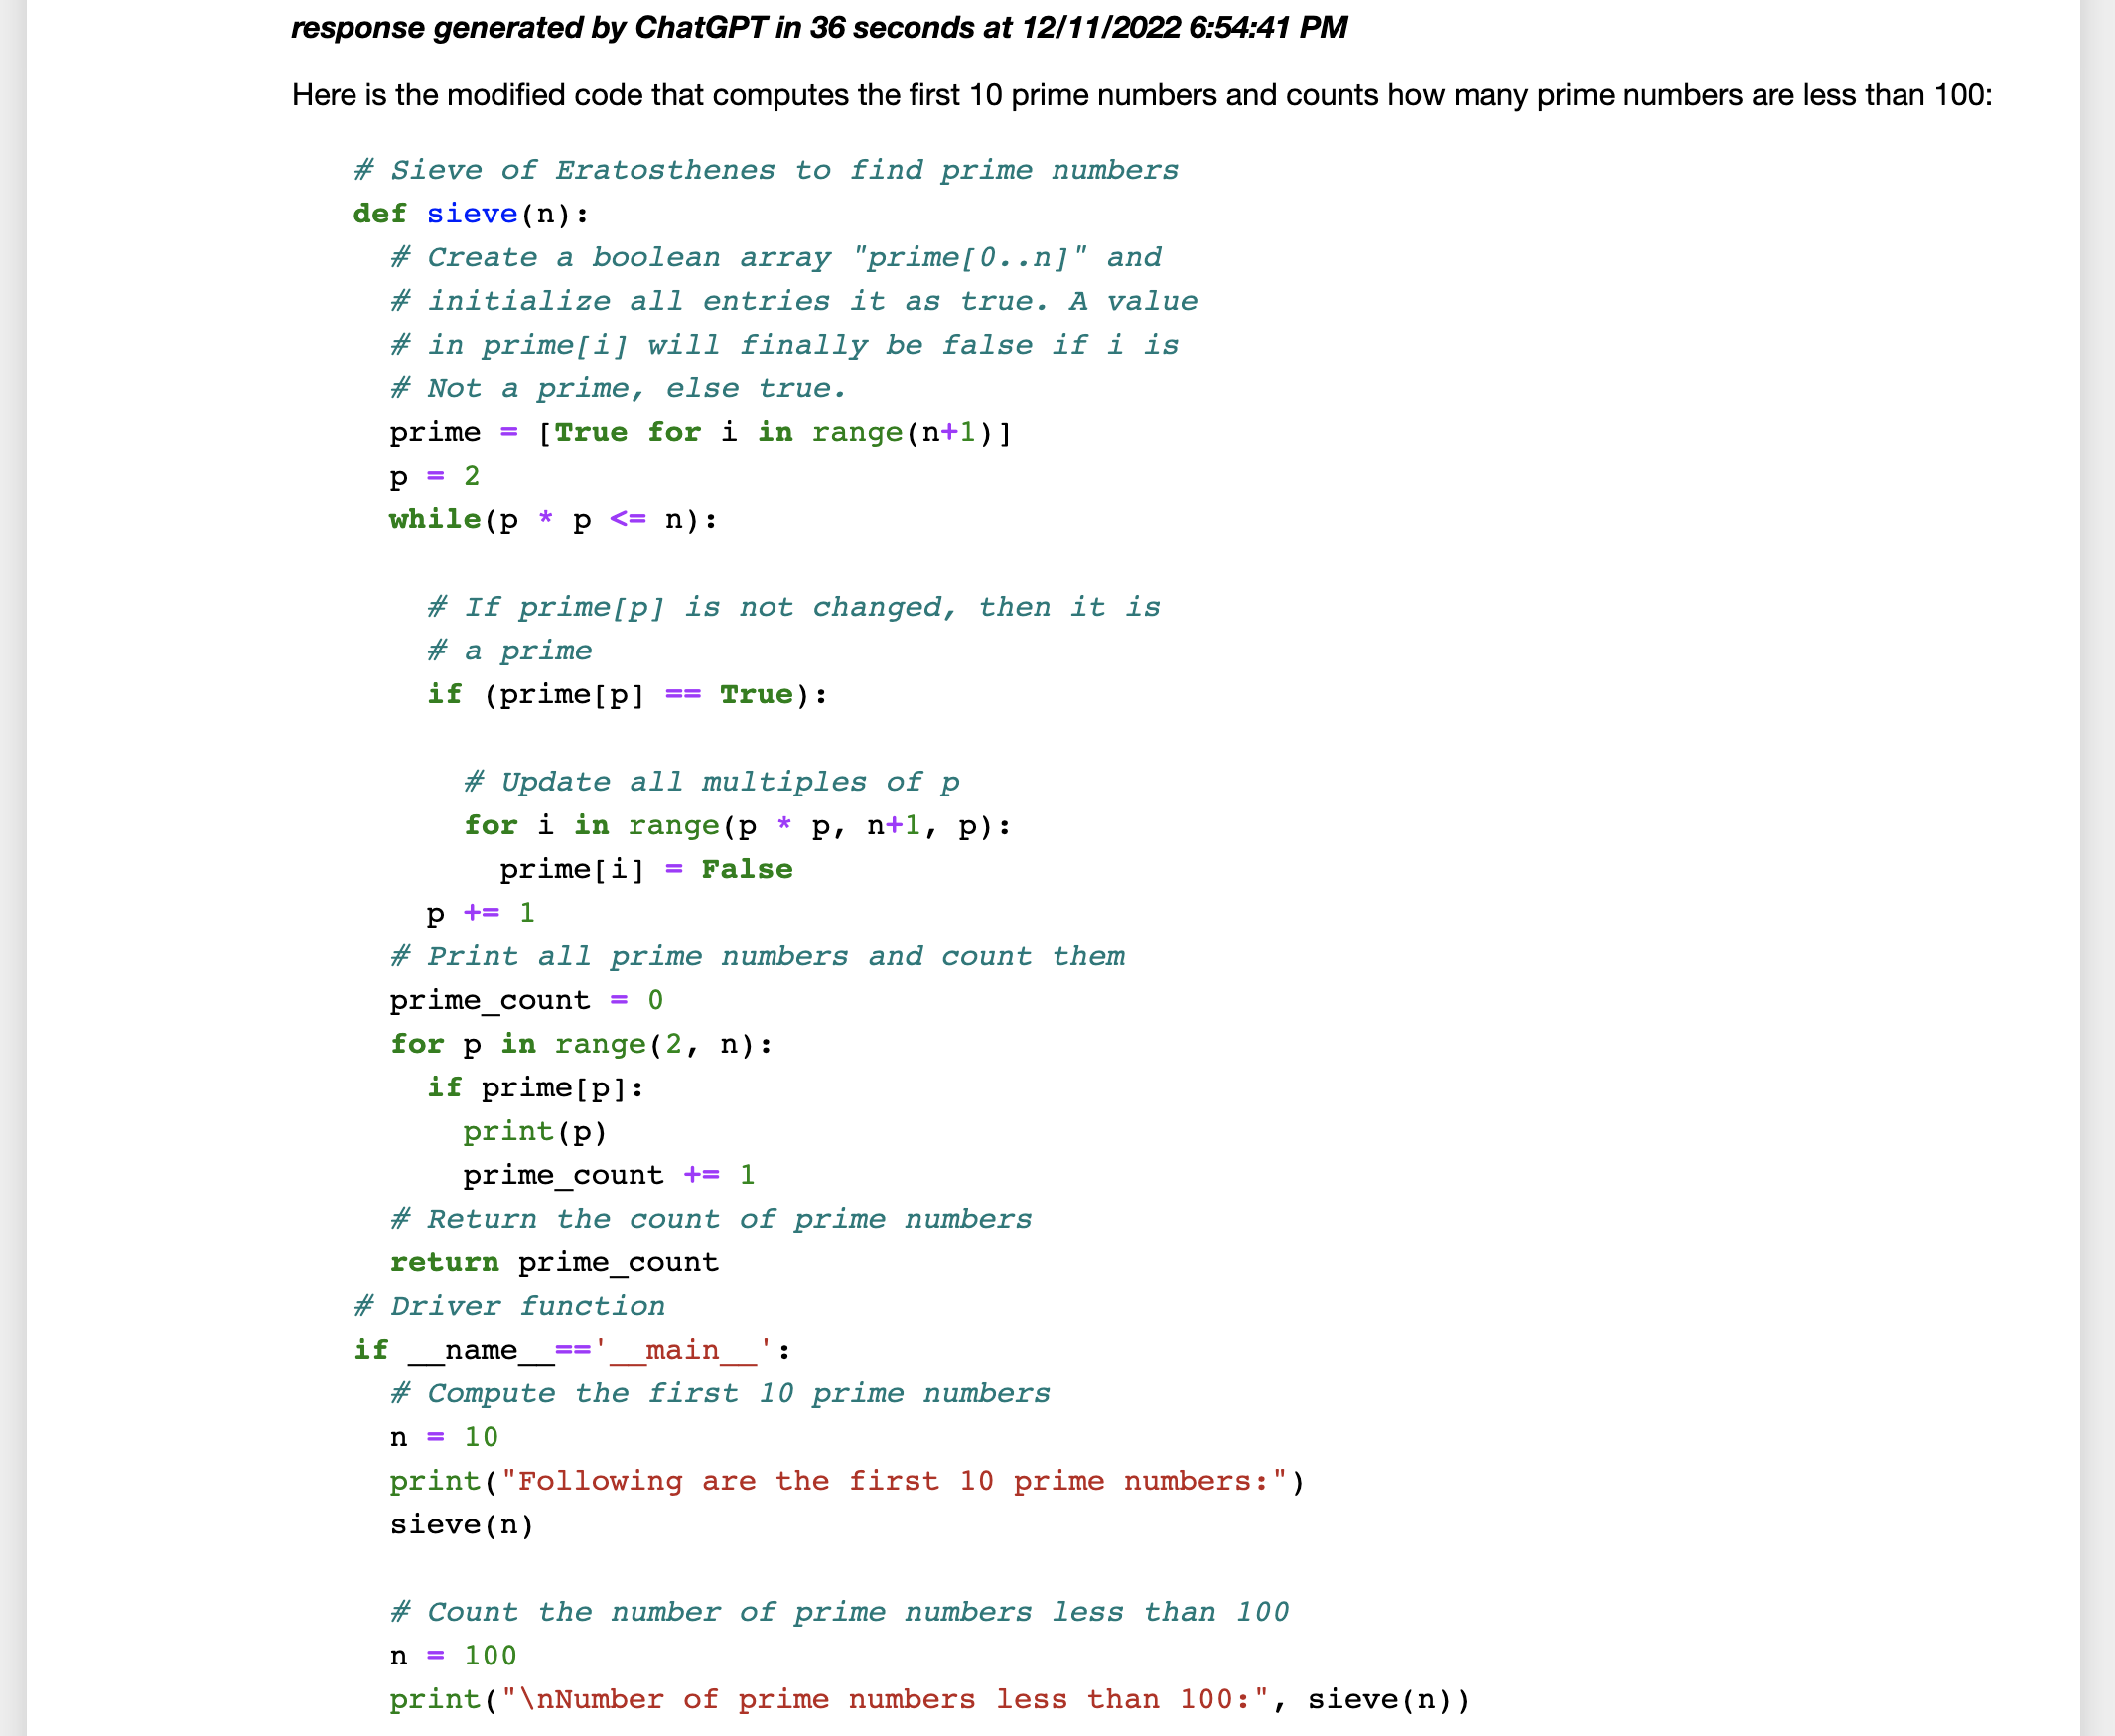 response generated by ChatGPT in 36 seconds at 12/11/2022 6:54:41 PM
Here is the modified code that computes the first 10 prime numbers and counts how many prime numbers are less than 100:
# Sieve of Eratosthenes to find prime numbers
def sieve(n):
  # Create a boolean array "prime[0..n]" and
  # initialize all entries it as true. A value
  # in prime[i] will finally be false if i is
  # Not a prime, else true.
  prime = [True for i in range(n+1)]
  p = 2
  while(p * p <= n):

    # If prime[p] is not changed, then it is
    # a prime
    if (prime[p] == True):

      # Update all multiples of p
      for i in range(p * p, n+1, p):
        prime[i] = False
    p += 1
  # Print all prime numbers and count them
  prime_count = 0
  for p in range(2, n):
    if prime[p]:
      print(p)
      prime_count += 1
  # Return the count of prime numbers
  return prime_count
# Driver function
if __name__=='__main__':
  # Compute the first 10 prime numbers
  n = 10
  print("Following are the first 10 prime numbers:")
  sieve(n)

  # Count the number of prime numbers less than 100
  n = 100
  print("\nNumber of prime numbers less than 100:", sieve(n))